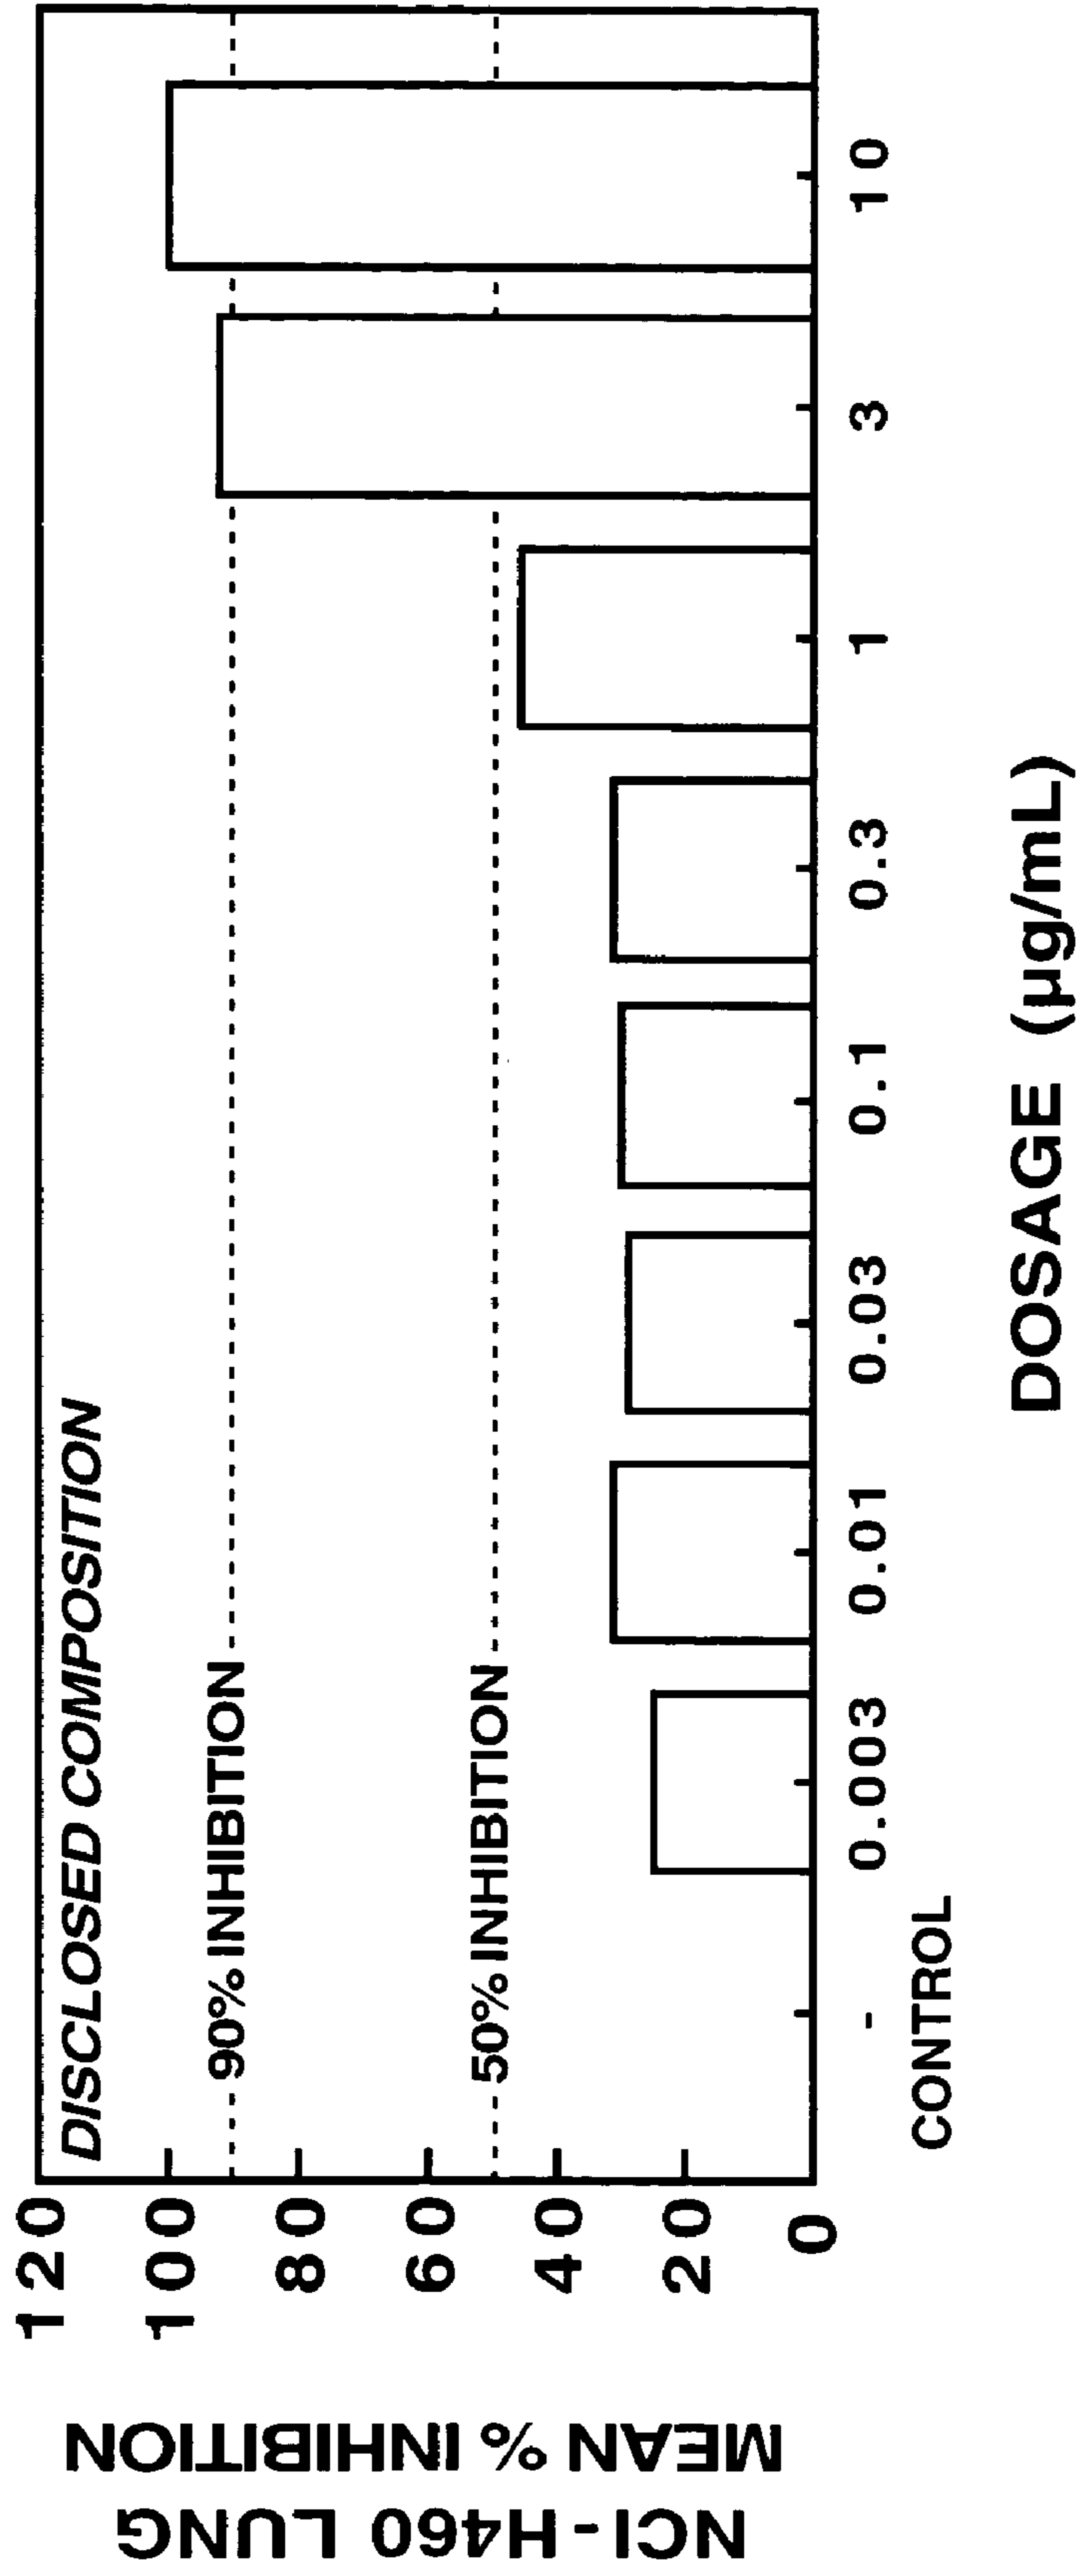 NCI-H460 LUNG
MEAN % INHIBITION
120
100
80
60
40
20
0
DISCLOSED COMPOSITION
90% INHIBITION
50% INHIBITION
- 0.003 0.01 0.03 0.1 0.3 1 3 10
CONTROL
DOSAGE (µg/mL)